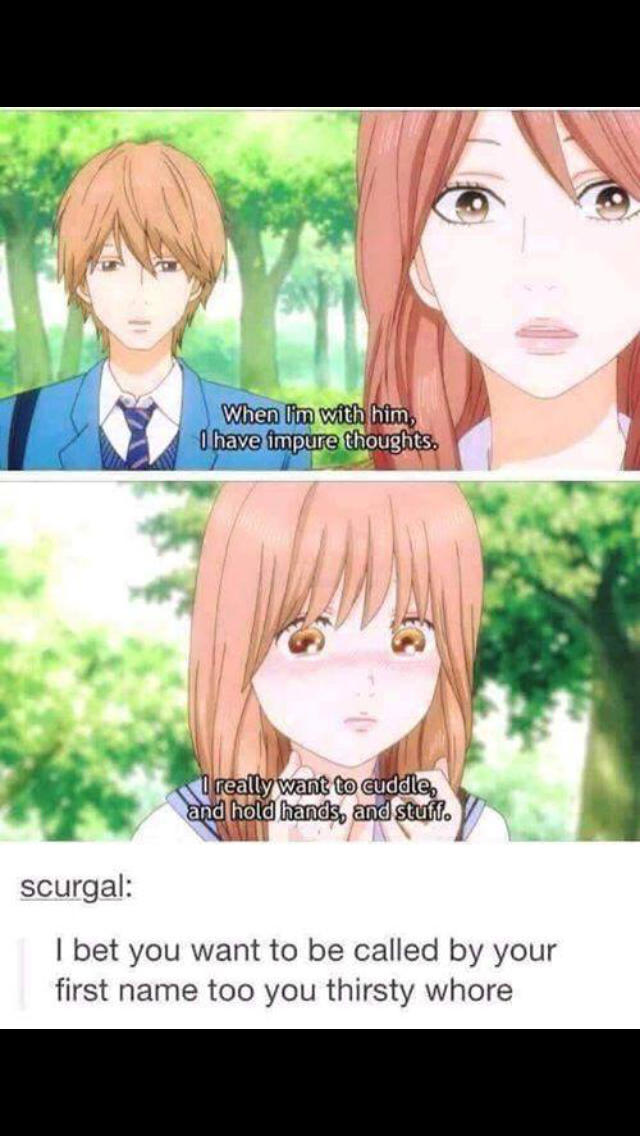 When I'm with him,
I have impure thoughts.
I really want to cuddle,
and hold hands, and stuff.
scurgal:
I bet you want to be called by your
first name too you thirsty whore